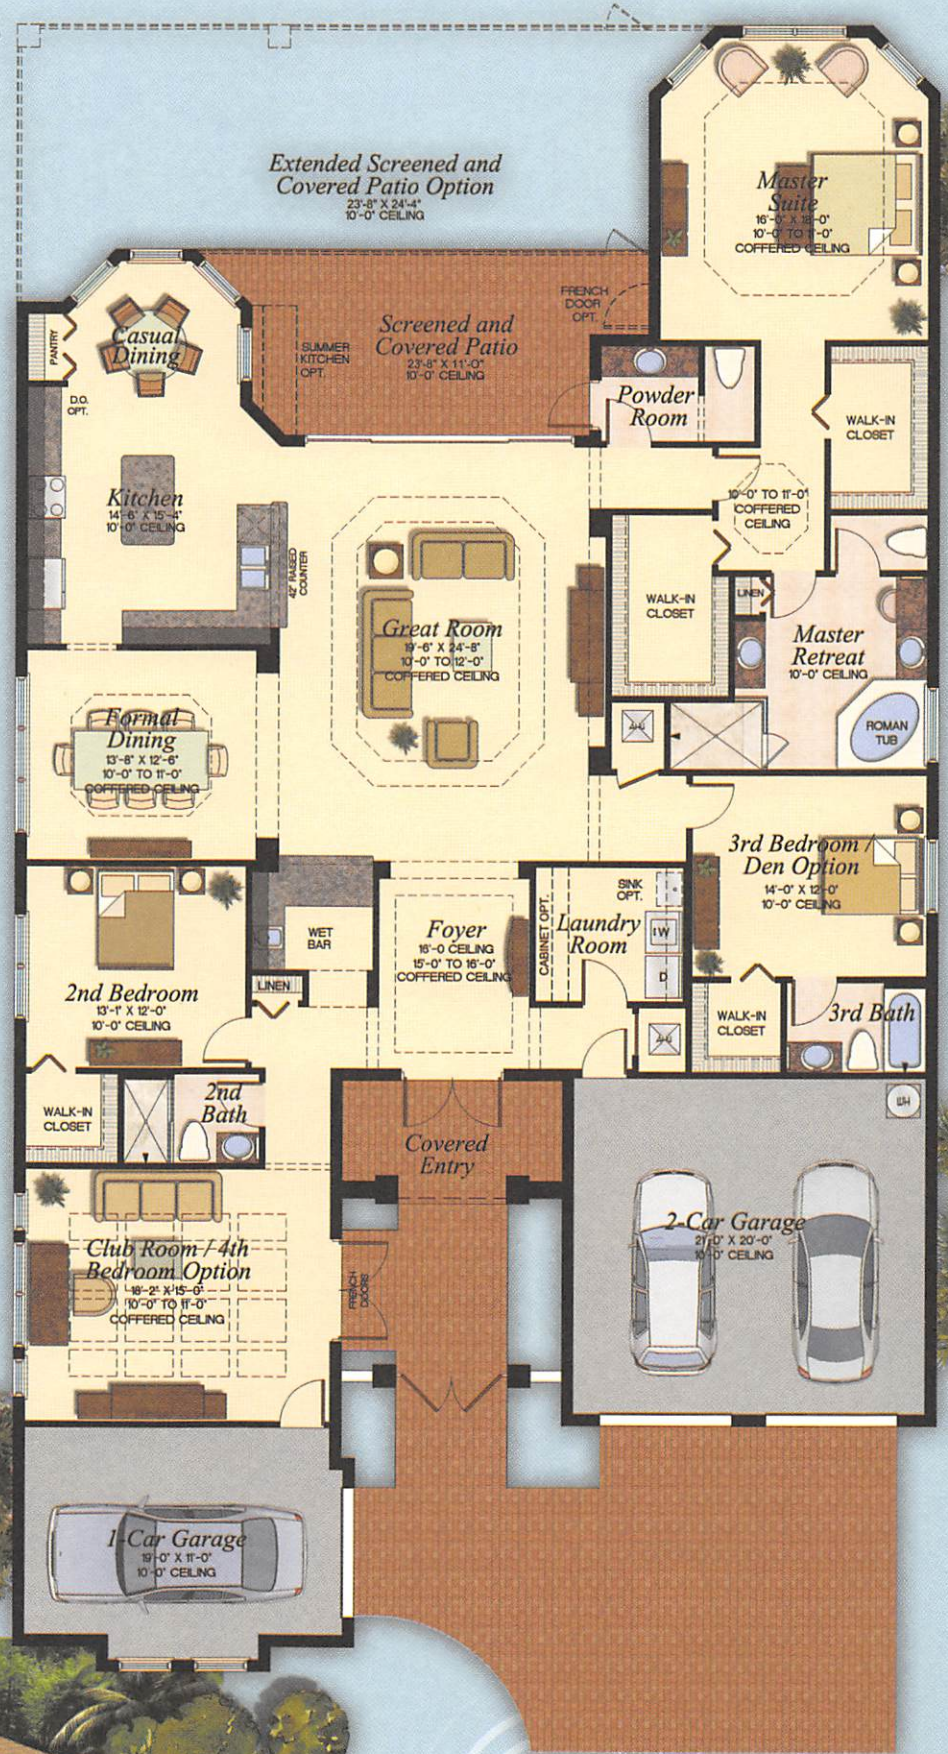 Extended Screened and
Covered Patio Option
23'-8" X 24'-4"
10'-0" CEILING
Master
Suite
16'-0" X 18'-0"
10'-0" TO 11'-0"
COFFERED CEILING
FRENCH
DOOR
OPT.
Screened and
Covered Patio
23'-8" X 11'-0"
10'-0" CEILING
SUMMER
KITCHEN
OPT.
PANTRY
Casual
Dining
D.O.
OPT.
Powder
Room
WALK-IN
CLOSET
Kitchen
14'-6" X 15'-4"
10'-0" CEILING
42" RAISED
COUNTER
10'-0" TO 11'-0"
COFFERED
CEILING
WALK-IN
CLOSET
LINEN
Great Room
19'-6" X 24'-8"
10'-0" TO 12'-0"
COFFERED CEILING
Master
Retreat
10'-0" CEILING
ROMAN
TUB
Formal
Dining
13'-8" X 12'-6"
10'-0" TO 11'-0"
COFFERED CEILING
3rd Bedroom /
Den Option
14'-0" X 12'-0"
10'-0" CEILING
WET
BAR
Foyer
16'-0 CEILING
15'-0" TO 16'-0"
COFFERED CEILING
CABINET OPT.
SINK
OPT.
Laundry
Room
W
D
LINEN
2nd Bedroom
13'-1" X 12'-0"
10'-0" CEILING
WALK-IN
CLOSET
3rd Bath
WALK-IN
CLOSET
2nd
Bath
WH
Covered
Entry
2-Car Garage
21'-0" X 20'-0"
10'-0" CEILING
Club Room / 4th
Bedroom Option
18'-2" X 15'-0"
10'-0" TO 11'-0"
COFFERED CEILING
FRENCH
DOORS
1-Car Garage
19'-0" X 11'-0"
10'-0" CEILING